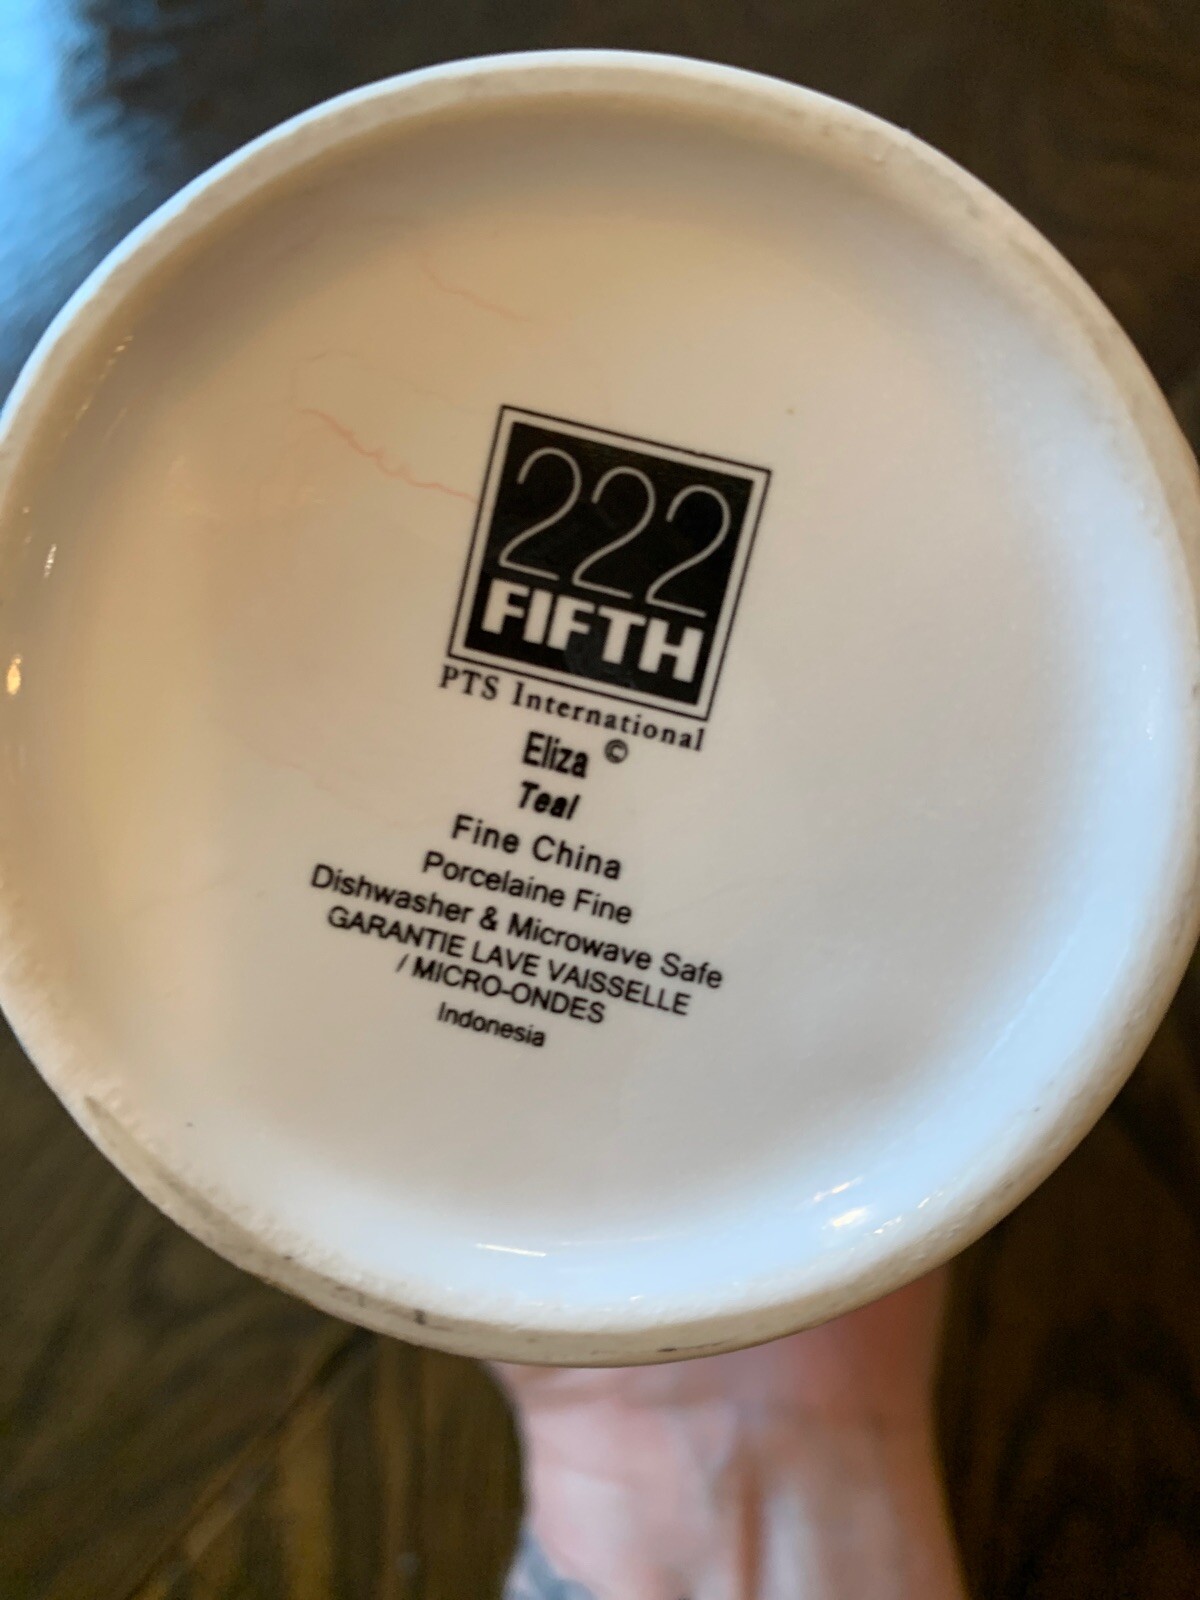 222
FIFTH
PTS International
Eliza ©
Teal
Fine China
Porcelaine Fine
Dishwasher & Microwave Safe
GARANTIE LAVE VAISSELLE
/ MICRO-ONDES
Indonesia